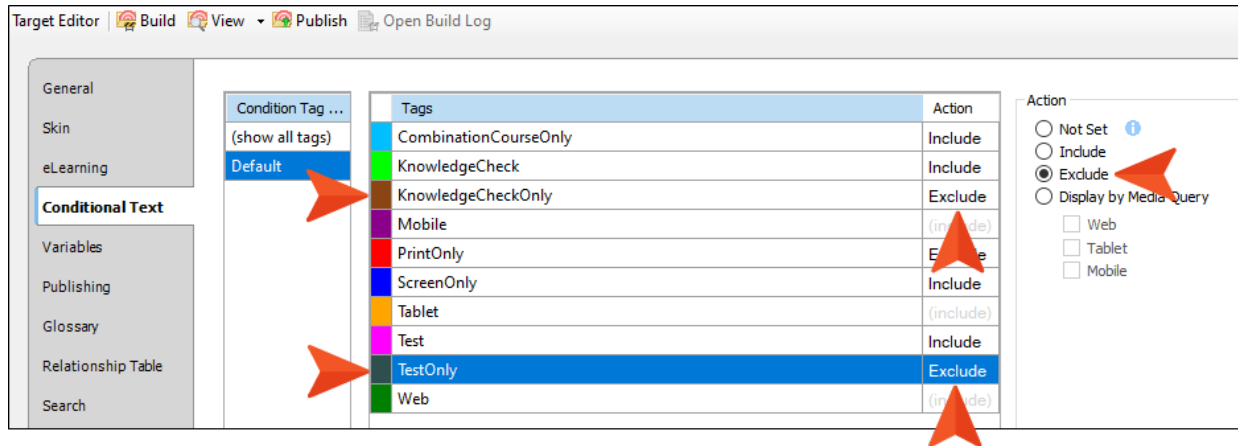 Target Editor Build View Publish Open Build Log
General
Skin
eLearning
Conditional Text
Variables
Publishing
Glossary
Relationship Table
Search
Condition Tag ...
(show all tags)
Default
Tags Action
CombinationCourseOnly Include
KnowledgeCheck Include
KnowledgeCheckOnly Exclude
Mobile
PrintOnly
ScreenOnly Include
Tablet (include)
Test Include
TestOnly Exclude
Web
Action
Not Set
Include
Exclude
Display by Media Query
Web
Tablet
Mobile